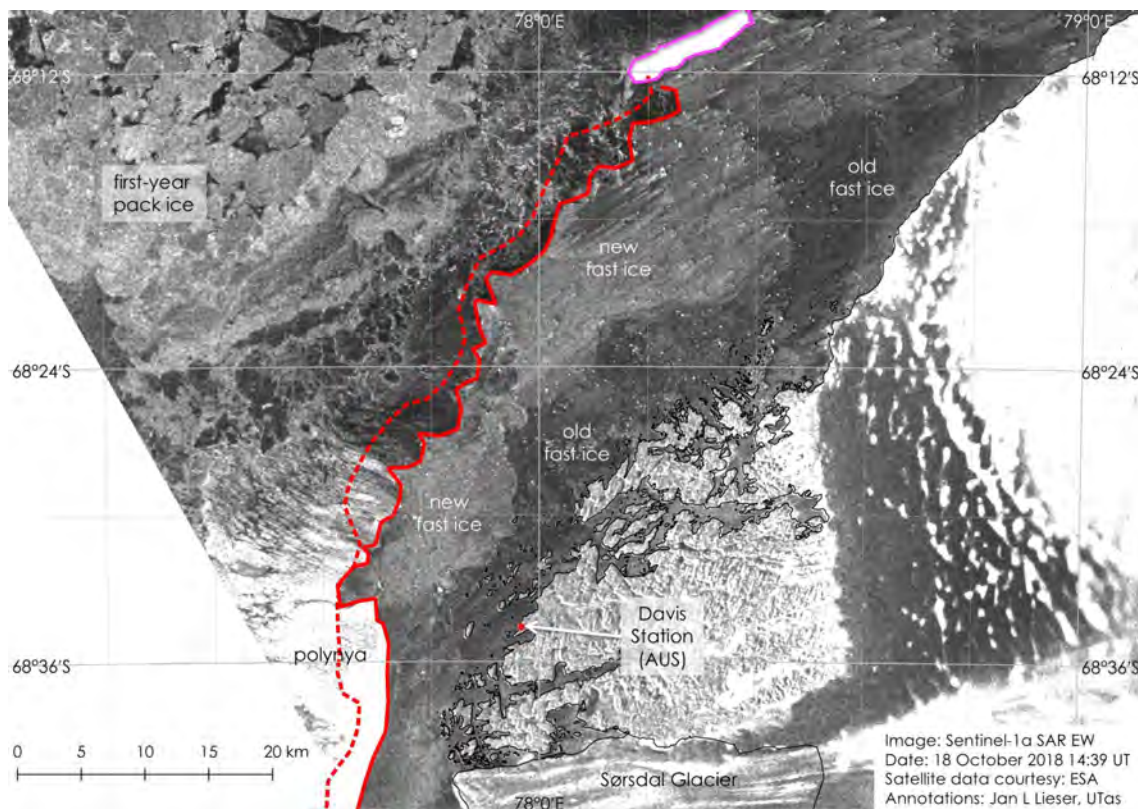 78°0'E
79°0'E
68°12'S
68°12'S
first-year
pack ice
old
fast ice
new
fast ice
68°24'S
68°24'S
old
fast ice
new
fast ice
Davis
Station
(AUS)
polynya
68°36'S
68°36'S
0 5 10 15 20 km
Sørsdal Glacier
78°0'E
Image: Sentinel-1a SAR EW
Date: 18 October 2018 14:39 UT
Satellite data courtesy: ESA
Annotations: Jan L Lieser, UTas